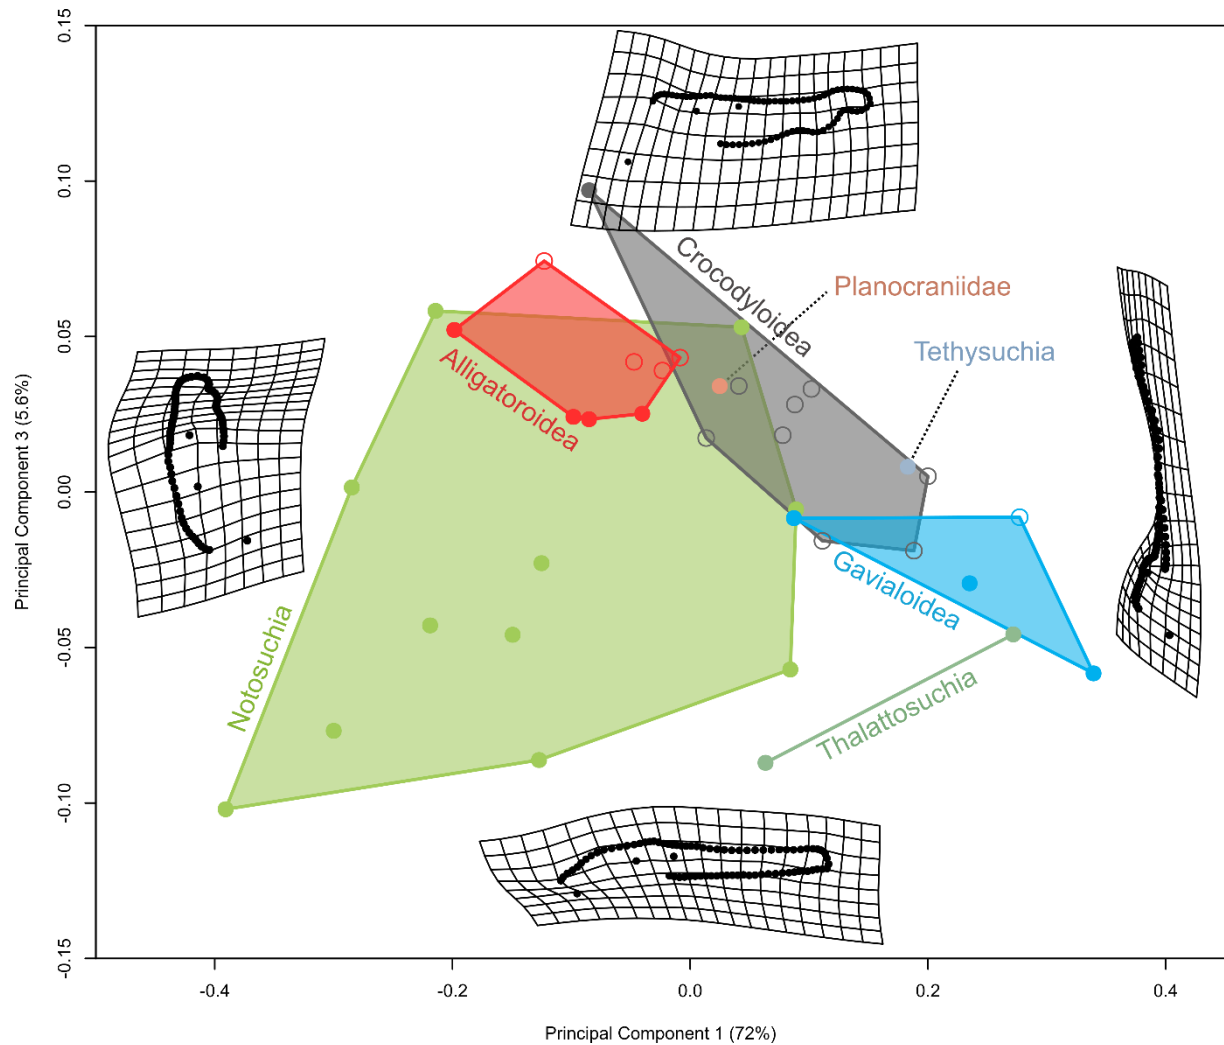 0.15
0.10
0.05
0.00
-0.05
-0.10
-0.15
Principal Component 3 (5.6%)
Crocodyloidea
Planocraniidae
Tethysuchia
Alligatoroidea
Gavialoidea
Notosuchia
Thalattosuchia
-0.4
-0.2
0.0
0.2
0.4
Principal Component 1 (72%)